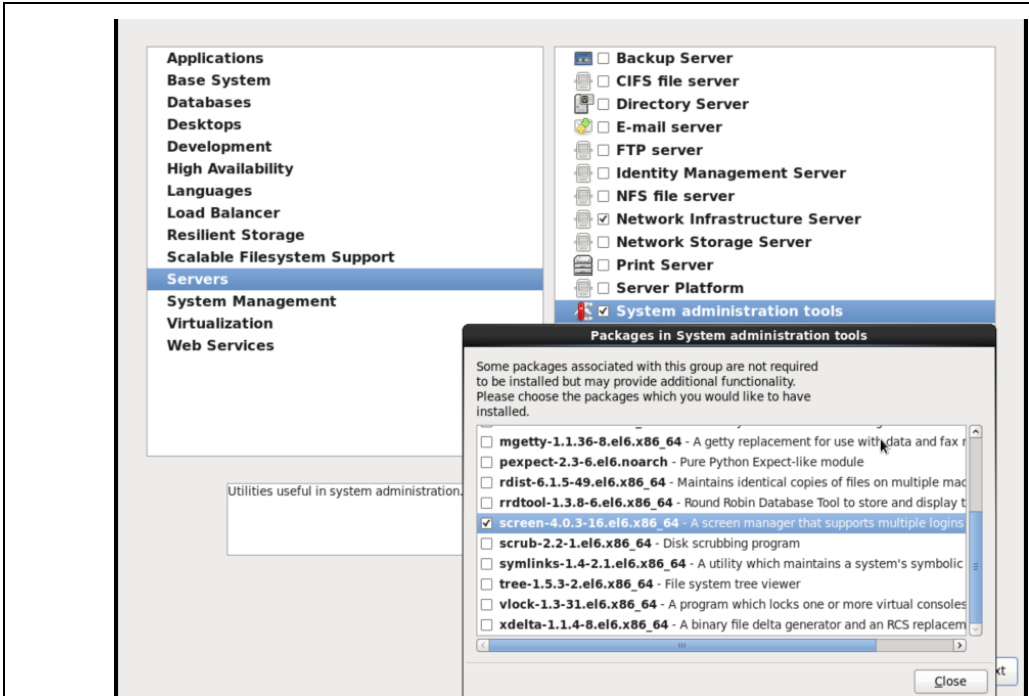 Applications
Base System
Databases
Desktops
Development
High Availability
Languages
Load Balancer
Resilient Storage
Scalable Filesystem Support
Servers
System Management
Virtualization
Web Services
Backup Server
CIFS file server
Directory Server
E-mail server
FTP server
Identity Management Server
NFS file server
Network Infrastructure Server
Network Storage Server
Print Server
Server Platform
System administration tools
Utilities useful in system administration.
Packages in System administration tools
Some packages associated with this group are not required
to be installed but may provide additional functionality.
Please choose the packages which you would like to have
installed.
mgetty-1.1.36-8.el6.x86_64 - A getty replacement for use with data and fax
pexpect-2.3-6.el6.noarch - Pure Python Expect-like module
rdist-6.1.5-49.el6.x86_64 - Maintains identical copies of files on multiple mac
rrdtool-1.3.8-6.el6.x86_64 - Round Robin Database Tool to store and display t
screen-4.0.3-16.el6.x86_64 - A screen manager that supports multiple logins
scrub-2.2-1.el6.x86_64 - Disk scrubbing program
symlinks-1.4-2.1.el6.x86_64 - A utility which maintains a system's symbolic
tree-1.5.3-2.el6.x86_64 - File system tree viewer
vlock-1.3-31.el6.x86_64 - A program which locks one or more virtual consoles
xdelta-1.1.4-8.el6.x86_64 - A binary file delta generator and an RCS replacem
Close
xt